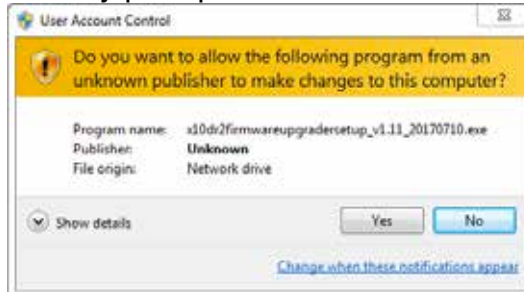 User Account Control
Do you want to allow the following program from an
unknown publisher to make changes to this computer?
Program name: x10dr2firmwareupgradersetup_v1.11_20170710.exe
Publisher: Unknown
File origin: Network drive
Show details
Yes No
Change when these notifications appear